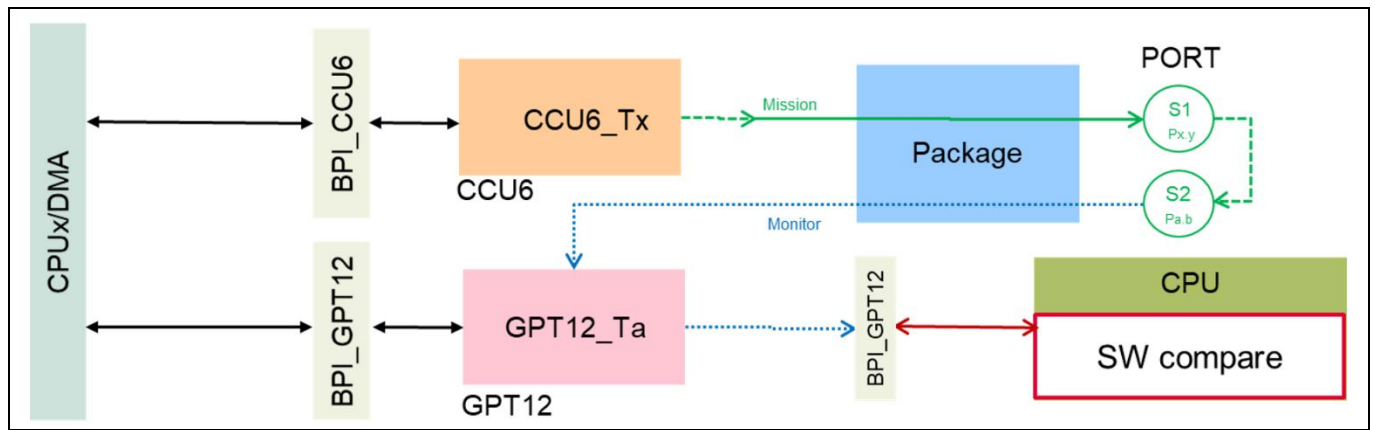 CPUx/DMA
BPI_CCU6
CCU6_Tx
CCU6
Mission
Package
PORT
S1
Px.y
S2
Pa.b
Monitor
BPI_GPT12
GPT12_Ta
GPT12
BPI_GPT12
CPU
SW compare